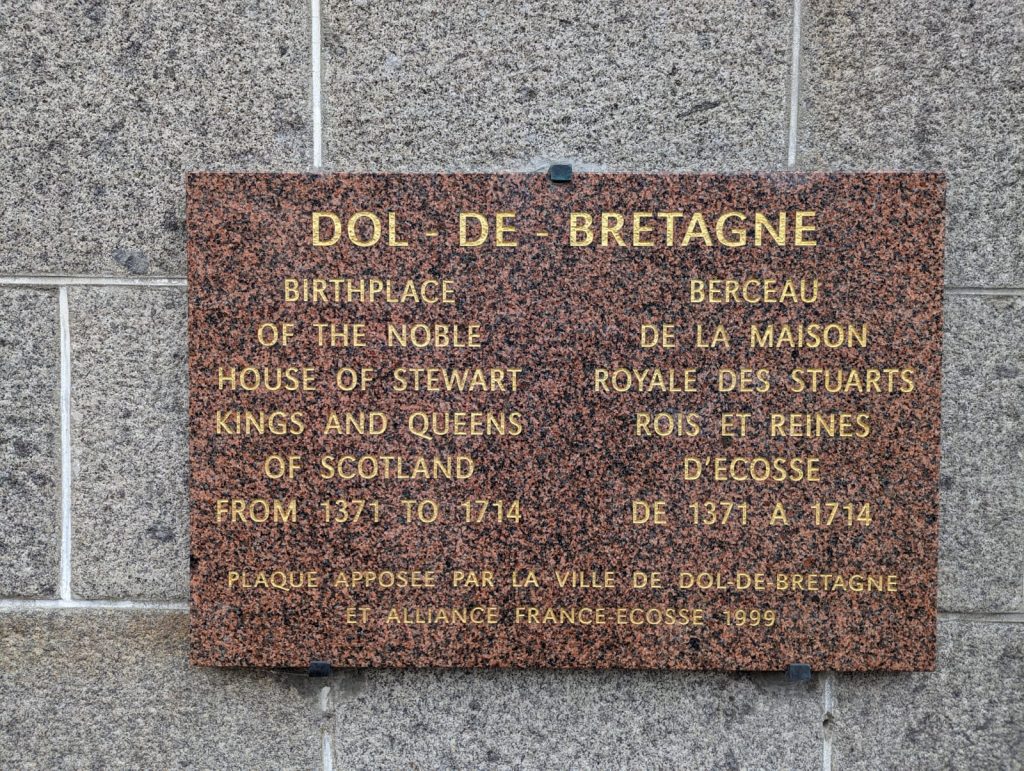 DOL - DE - BRETAGNE
BIRTHPLACE
OF THE NOBLE
HOUSE OF STEWART
KINGS AND QUEENS
OF SCOTLAND
FROM 1371 TO 1714
BERCEAU
DE LA MAISON
ROYALE DES STUARTS
ROIS ET REINES
D'ECOSSE
DE 1371 A 1714
PLAQUE APPOSEE PAR LA VILLE DE DOL-DE-BRETAGNE
ET ALLIANCE FRANCE-ECOSSE 1999